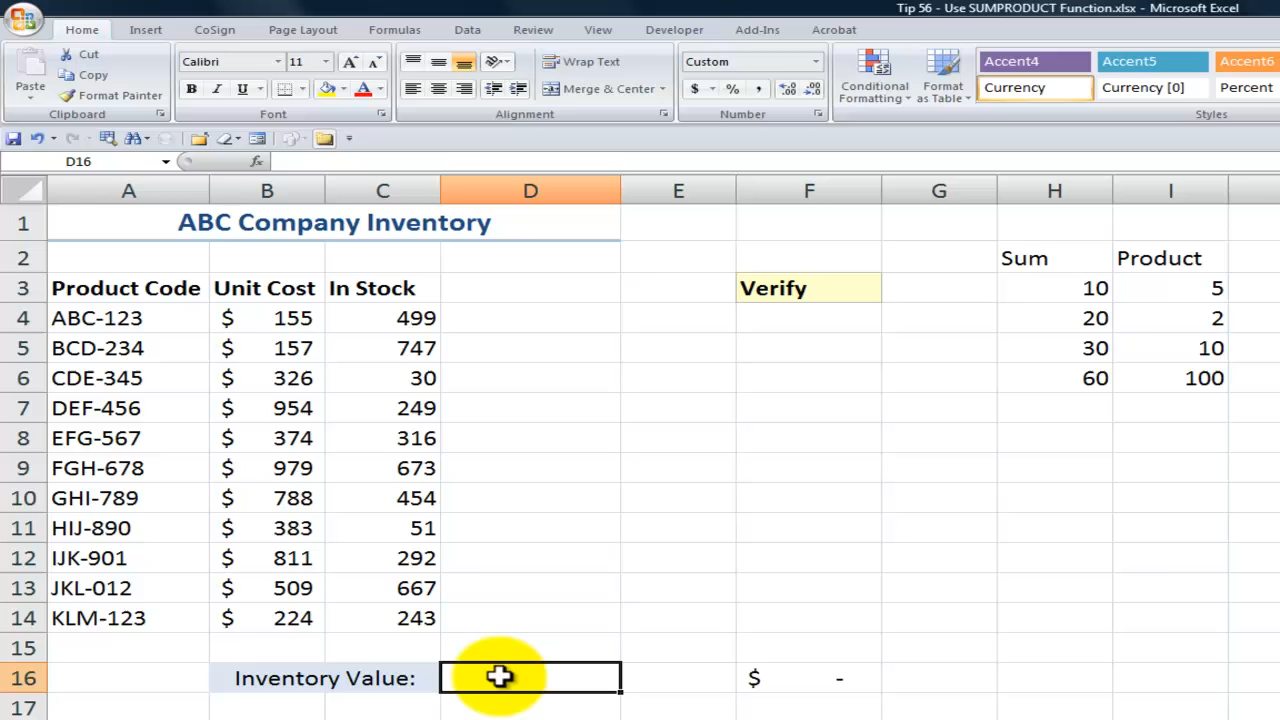 Tip 56 - Use SUMPRODUCT Function.xlsx - Microsoft Excel
Home Insert CoSign Page Layout Formulas Data Review View Developer Add-Ins Acrobat
Paste Cut Calibri 11 A A Wrap Text Custom Conditional Formatting Format as Table Accent4 Accent5 Accent6
Copy
Format Painter B I U A Merge & Center $ % , Currency Currency [0] Percent
Clipboard Font Alignment Number Styles
D16 fx
A B C D E F G H I
1 ABC Company Inventory
2 Sum Product
3 Product Code Unit Cost In Stock Verify 10 5
4 ABC-123 $ 155 499 20 2
5 BCD-234 $ 157 747 30 10
6 CDE-345 $ 326 30 60 100
7 DEF-456 $ 954 249
8 EFG-567 $ 374 316
9 FGH-678 $ 979 673
10 GHI-789 $ 788 454
11 HIJ-890 $ 383 51
12 IJK-901 $ 811 292
13 JKL-012 $ 509 667
14 KLM-123 $ 224 243
15
16 Inventory Value: $ -
17